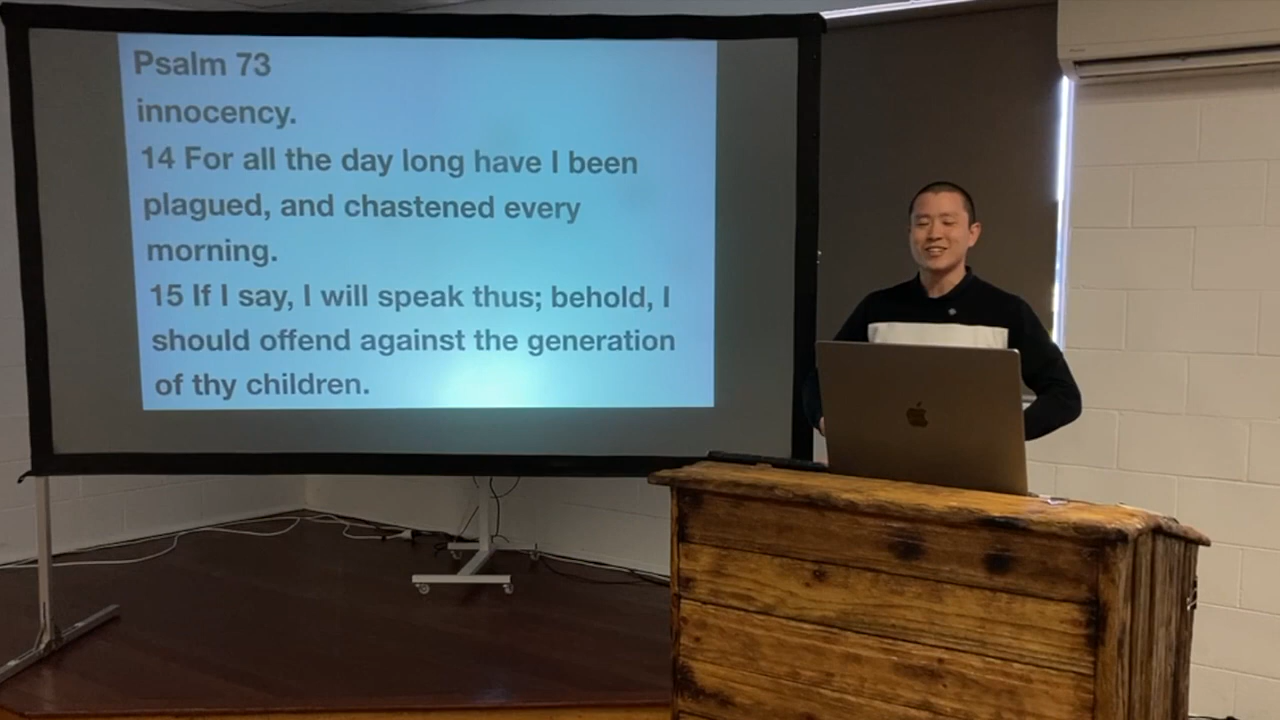 Psalm 73
innocency.
14 For all the day long have I been
plagued, and chastened every
morning.
15 If I say, I will speak thus; behold, I
should offend against the generation
of thy children.